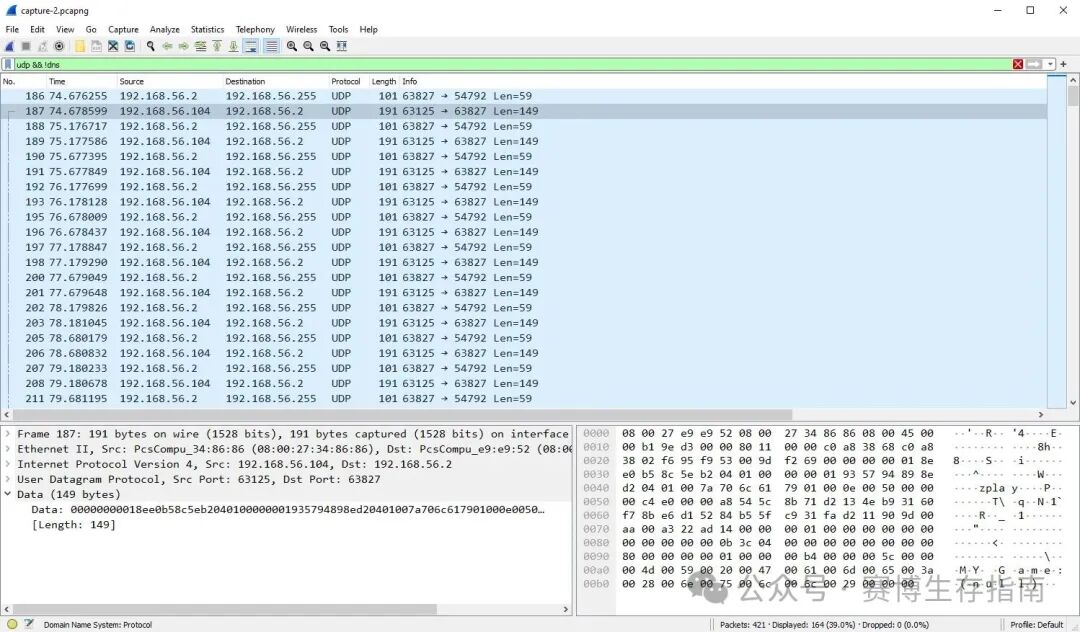 capture-2.pcapng
File Edit View Go Capture Analyze Statistics Telephony Wireless Tools Help
udp && !dns
No. Time Source Destination Protocol Length Info
186 74.676255 192.168.56.2 192.168.56.255 UDP 101 63827 → 54792 Len=59
187 74.678599 192.168.56.104 192.168.56.2 UDP 191 63125 → 63827 Len=149
188 75.176717 192.168.56.2 192.168.56.255 UDP 101 63827 → 54792 Len=59
189 75.177586 192.168.56.104 192.168.56.2 UDP 191 63125 → 63827 Len=149
190 75.677395 192.168.56.2 192.168.56.255 UDP 101 63827 → 54792 Len=59
191 75.677849 192.168.56.104 192.168.56.2 UDP 191 63125 → 63827 Len=149
192 76.177699 192.168.56.2 192.168.56.255 UDP 101 63827 → 54792 Len=59
193 76.178128 192.168.56.104 192.168.56.2 UDP 191 63125 → 63827 Len=149
195 76.678009 192.168.56.2 192.168.56.255 UDP 101 63827 → 54792 Len=59
196 76.678437 192.168.56.104 192.168.56.2 UDP 191 63125 → 63827 Len=149
197 77.178847 192.168.56.2 192.168.56.255 UDP 101 63827 → 54792 Len=59
198 77.179290 192.168.56.104 192.168.56.2 UDP 191 63125 → 63827 Len=149
200 77.679049 192.168.56.2 192.168.56.255 UDP 101 63827 → 54792 Len=59
201 77.679648 192.168.56.104 192.168.56.2 UDP 191 63125 → 63827 Len=149
202 78.179826 192.168.56.2 192.168.56.255 UDP 101 63827 → 54792 Len=59
203 78.181045 192.168.56.104 192.168.56.2 UDP 191 63125 → 63827 Len=149
205 78.680179 192.168.56.2 192.168.56.255 UDP 101 63827 → 54792 Len=59
206 78.680832 192.168.56.104 192.168.56.2 UDP 191 63125 → 63827 Len=149
207 79.180233 192.168.56.2 192.168.56.255 UDP 101 63827 → 54792 Len=59
208 79.180678 192.168.56.104 192.168.56.2 UDP 191 63125 → 63827 Len=149
211 79.681195 192.168.56.2 192.168.56.255 UDP 101 63827 → 54792 Len=59
Frame 187: 191 bytes on wire (1528 bits), 191 bytes captured (1528 bits) on interface
Ethernet II, Src: PcsCompu_34:86:86 (08:00:27:34:86:86), Dst: PcsCompu_e9:e9:52 (08:00
Internet Protocol Version 4, Src: 192.168.56.104, Dst: 192.168.56.2
User Datagram Protocol, Src Port: 63125, Dst Port: 63827
Data (149 bytes)
Data: 00000000018ee0b58c5eb2040100000001935794898ed20401007a706c617901000e0050…
[Length: 149]
0000 08 00 27 e9 e9 52 08 00 27 34 86 86 08 00 45 00 ··'··R·· '4····E·
0010 00 b1 9e d3 00 00 80 11 00 00 c0 a8 38 68 c0 a8 ········ ····8h··
0020 38 02 f6 95 f9 53 00 9d f2 69 00 00 00 00 01 8e 8····S·· ·i······
0030 e0 b5 8c 5e b2 04 01 00 00 00 01 93 57 94 89 8e ···^···· ····W···
0040 d2 04 01 00 7a 70 6c 61 79 01 00 0e 00 50 00 00 ····zpla y····P··
0050 00 c4 e0 00 00 a8 54 5c 8b 71 d2 13 4e b9 31 60 ······T\ ·q··N·1`
0060 f7 8b e6 d1 52 84 b5 5f c9 31 fa d2 11 90 9d 00 ····R··_ ·1······
0070 aa 00 a3 22 ad 14 00 00 00 01 00 00 00 00 00 00 ···"···· ········
0080 00 00 00 00 00 0b 3c 04 00 00 00 00 00 00 00 00 ······<· ········
0090 80 00 00 00 00 01 00 00 00 b4 00 00 00 5c 00 00 ········ ·····\··
00a0 00 4d 00 59 00 20 00 47 00 61 00 6d 00 65 00 3a ·M·Y· ·G ·a·m·e·:
00b0 00 28 00 6e 00 75 00 6c 00 6c 00 29 00 00 00 ·(·n·u·l ·l·)···
公众号 · 赛博生存指南
Domain Name System: Protocol Packets: 421 · Displayed: 164 (39.0%) · Dropped: 0 (0.0%) Profile: Default